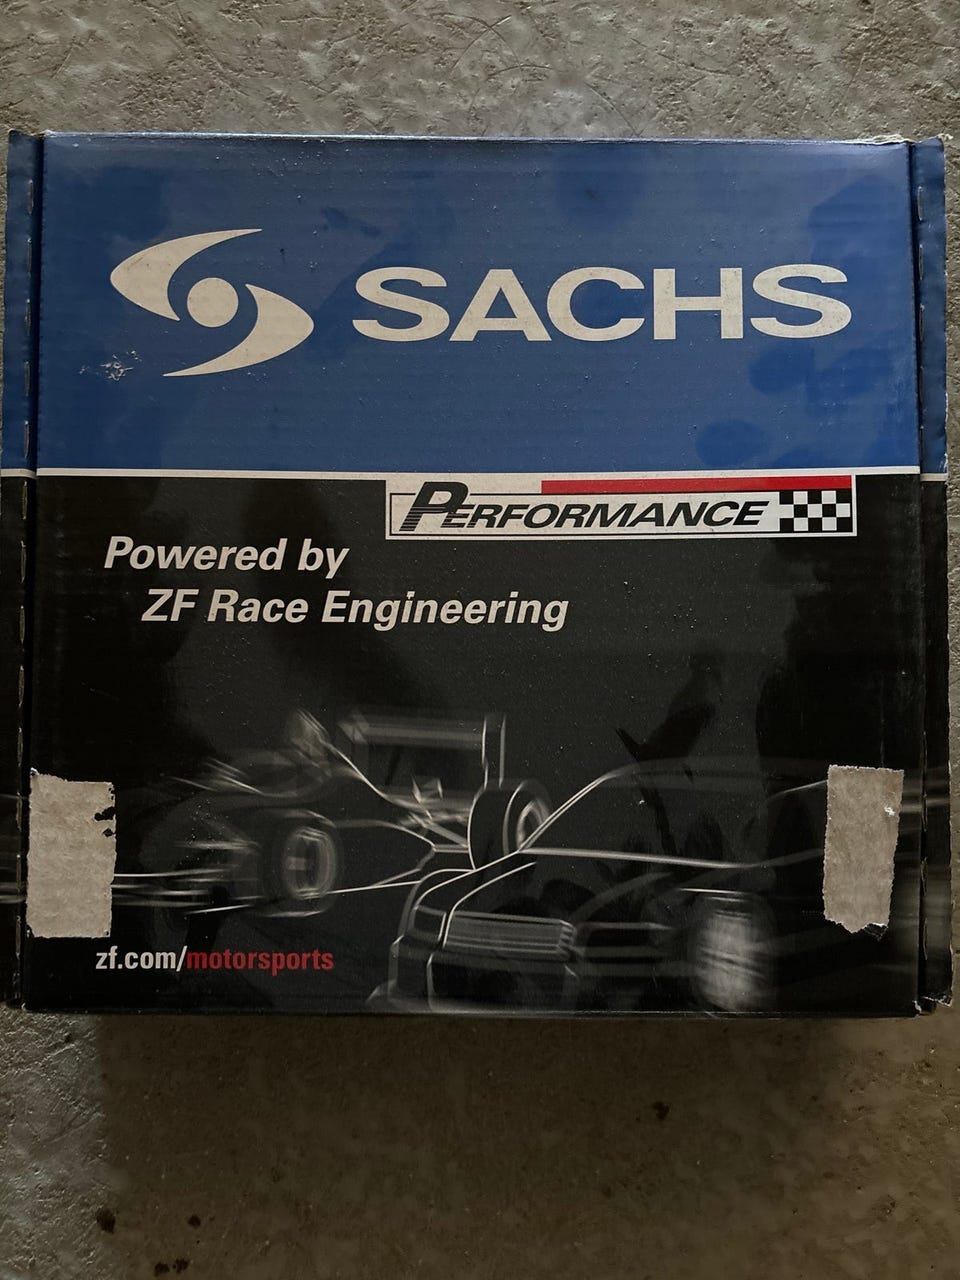 SACHS
PERFORMANCE
Powered by
ZF Race Engineering
zf.com/motorsports